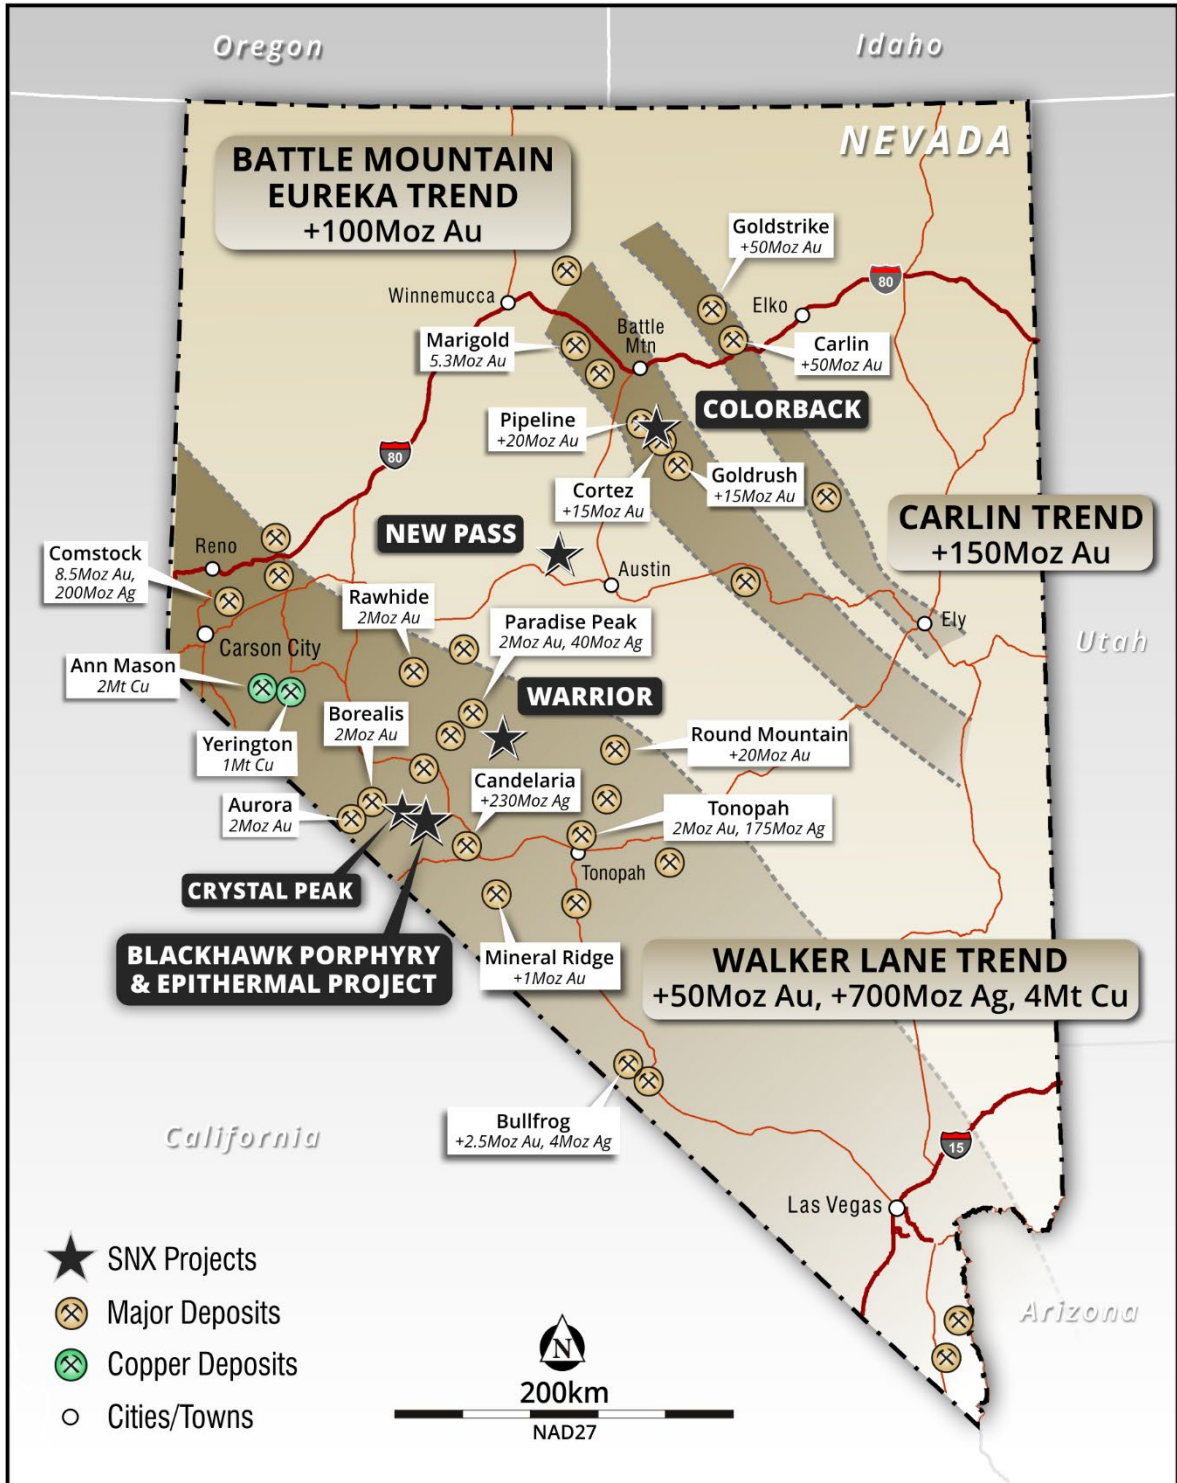 Oregon
Idaho
NEVADA
BATTLE MOUNTAIN
EUREKA TREND
+100Moz Au
Goldstrike
+50Moz Au
80
Winnemucca
Elko
Battle
Mtn
Marigold
5.3Moz Au
Carlin
+50Moz Au
COLORBACK
Pipeline
+20Moz Au
80
Goldrush
+15Moz Au
Cortez
+15Moz Au
CARLIN TREND
+150Moz Au
NEW PASS
Reno
Comstock
8.5Moz Au,
200Moz Ag
Austin
Rawhide
2Moz Au
Paradise Peak
2Moz Au, 40Moz Ag
Ely
Utah
Carson City
Ann Mason
2Mt Cu
WARRIOR
Borealis
2Moz Au
Yerington
1Mt Cu
Round Mountain
+20Moz Au
Candelaria
+230Moz Ag
Aurora
2Moz Au
Tonopah
2Moz Au, 175Moz Ag
Tonopah
CRYSTAL PEAK
BLACKHAWK PORPHYRY
& EPITHERMAL PROJECT
Mineral Ridge
+1Moz Au
WALKER LANE TREND
+50Moz Au, +700Moz Ag, 4Mt Cu
Bullfrog
+2.5Moz Au, 4Moz Ag
California
15
Las Vegas
Arizona
SNX Projects
Major Deposits
Copper Deposits
Cities/Towns
N
200km
NAD27